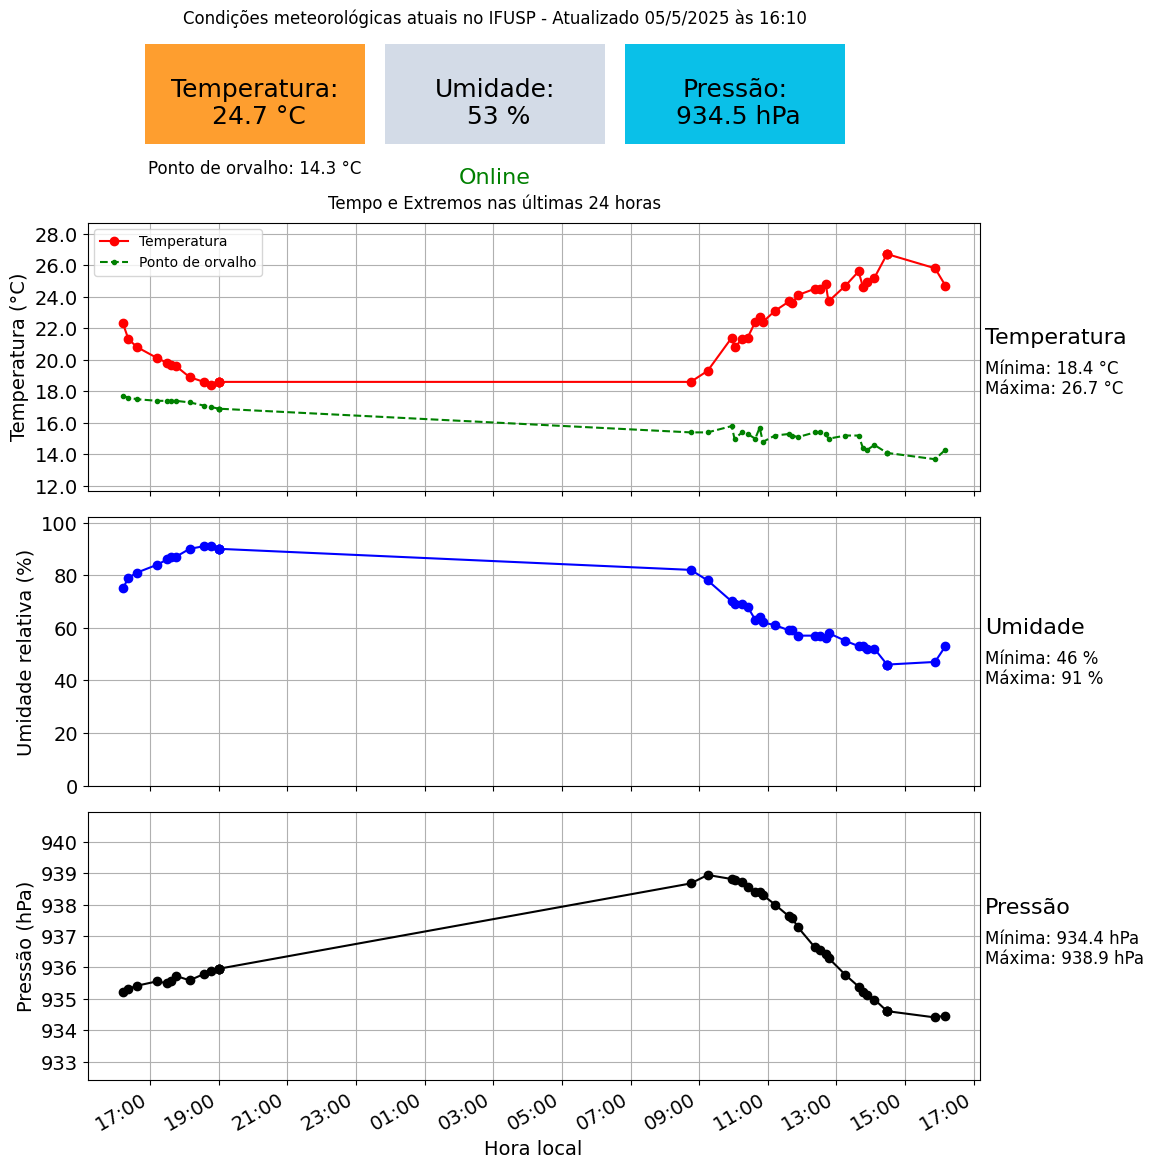 Condições meteorológicas atuais no IFUSP - Atualizado 05/5/2025 às 16:10
Temperatura:
24.7 °C
Umidade:
53 %
Pressão:
934.5 hPa
Ponto de orvalho: 14.3 °C
Online
Tempo e Extremos nas últimas 24 horas
Temperatura (°C)
28.0
26.0
24.0
22.0
20.0
18.0
16.0
14.0
12.0
Temperatura
Ponto de orvalho
Temperatura
Mínima: 18.4 °C
Máxima: 26.7 °C
Umidade relativa (%)
100
80
60
40
20
0
Umidade
Mínima: 46 %
Máxima: 91 %
Pressão (hPa)
940
939
938
937
936
935
934
933
Pressão
Mínima: 934.4 hPa
Máxima: 938.9 hPa
17:00
19:00
21:00
23:00
01:00
03:00
05:00
07:00
09:00
11:00
13:00
15:00
17:00
Hora local